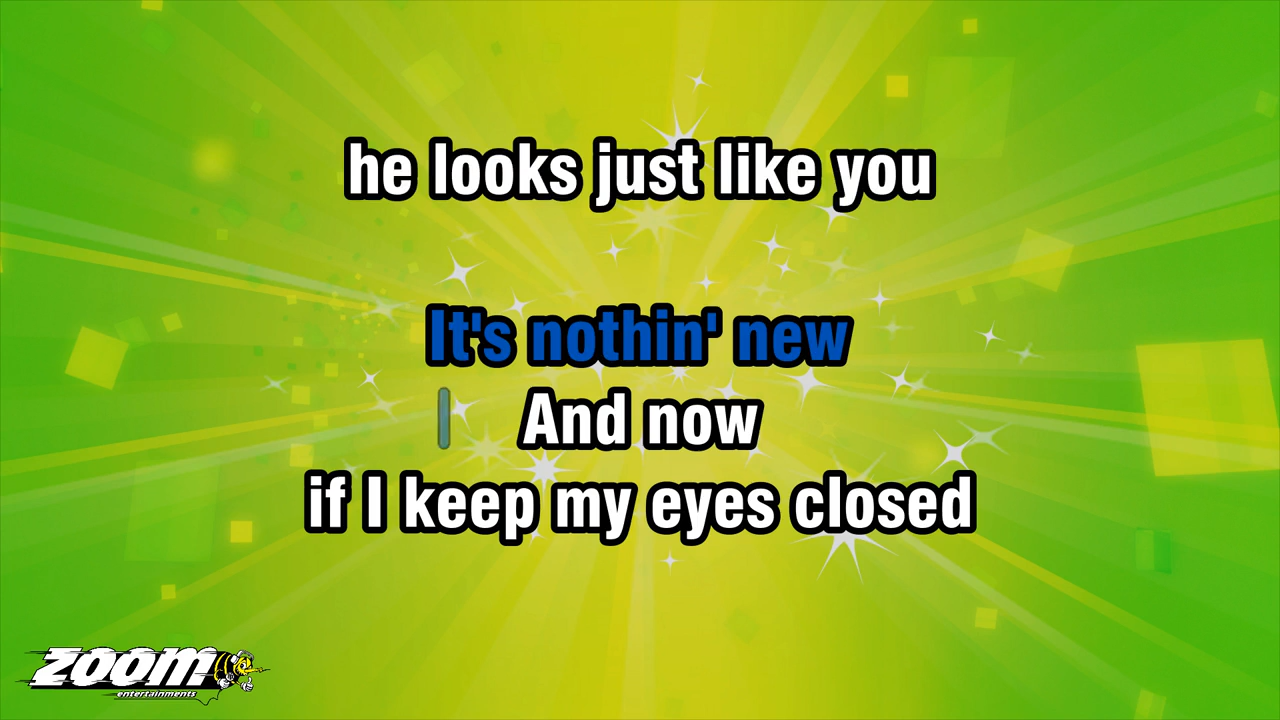 he looks just like you
It's nothin' new
And now
if I keep my eyes closed
zoom
entertainments